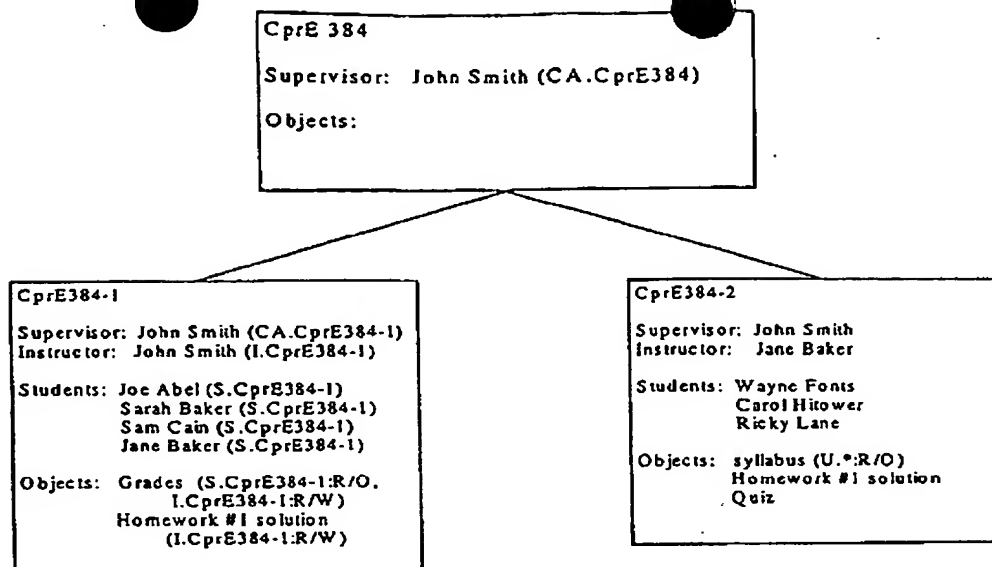 CprE 384
Supervisor: John Smith (CA.CprE384)
Objects:
CprE384-1
Supervisor: John Smith (CA.CprE384-1)
Instructor: John Smith (I.CprE384-1)
Students: Joe Abel (S.CprE384-1)
Sarah Baker (S.CprE384-1)
Sam Cain (S.CprE384-1)
Jane Baker (S.CprE384-1)
Objects: Grades (S.CprE384-1:R/O,
I.CprE384-1:R/W)
Homework #1 solution
(I.CprE384-1:R/W)
CprE384-2
Supervisor: John Smith
Instructor: Jane Baker
Students: Wayne Fonts
Carol Hitower
Ricky Lane
Objects: syllabus (U.*:R/O)
Homework #1 solution
Quiz